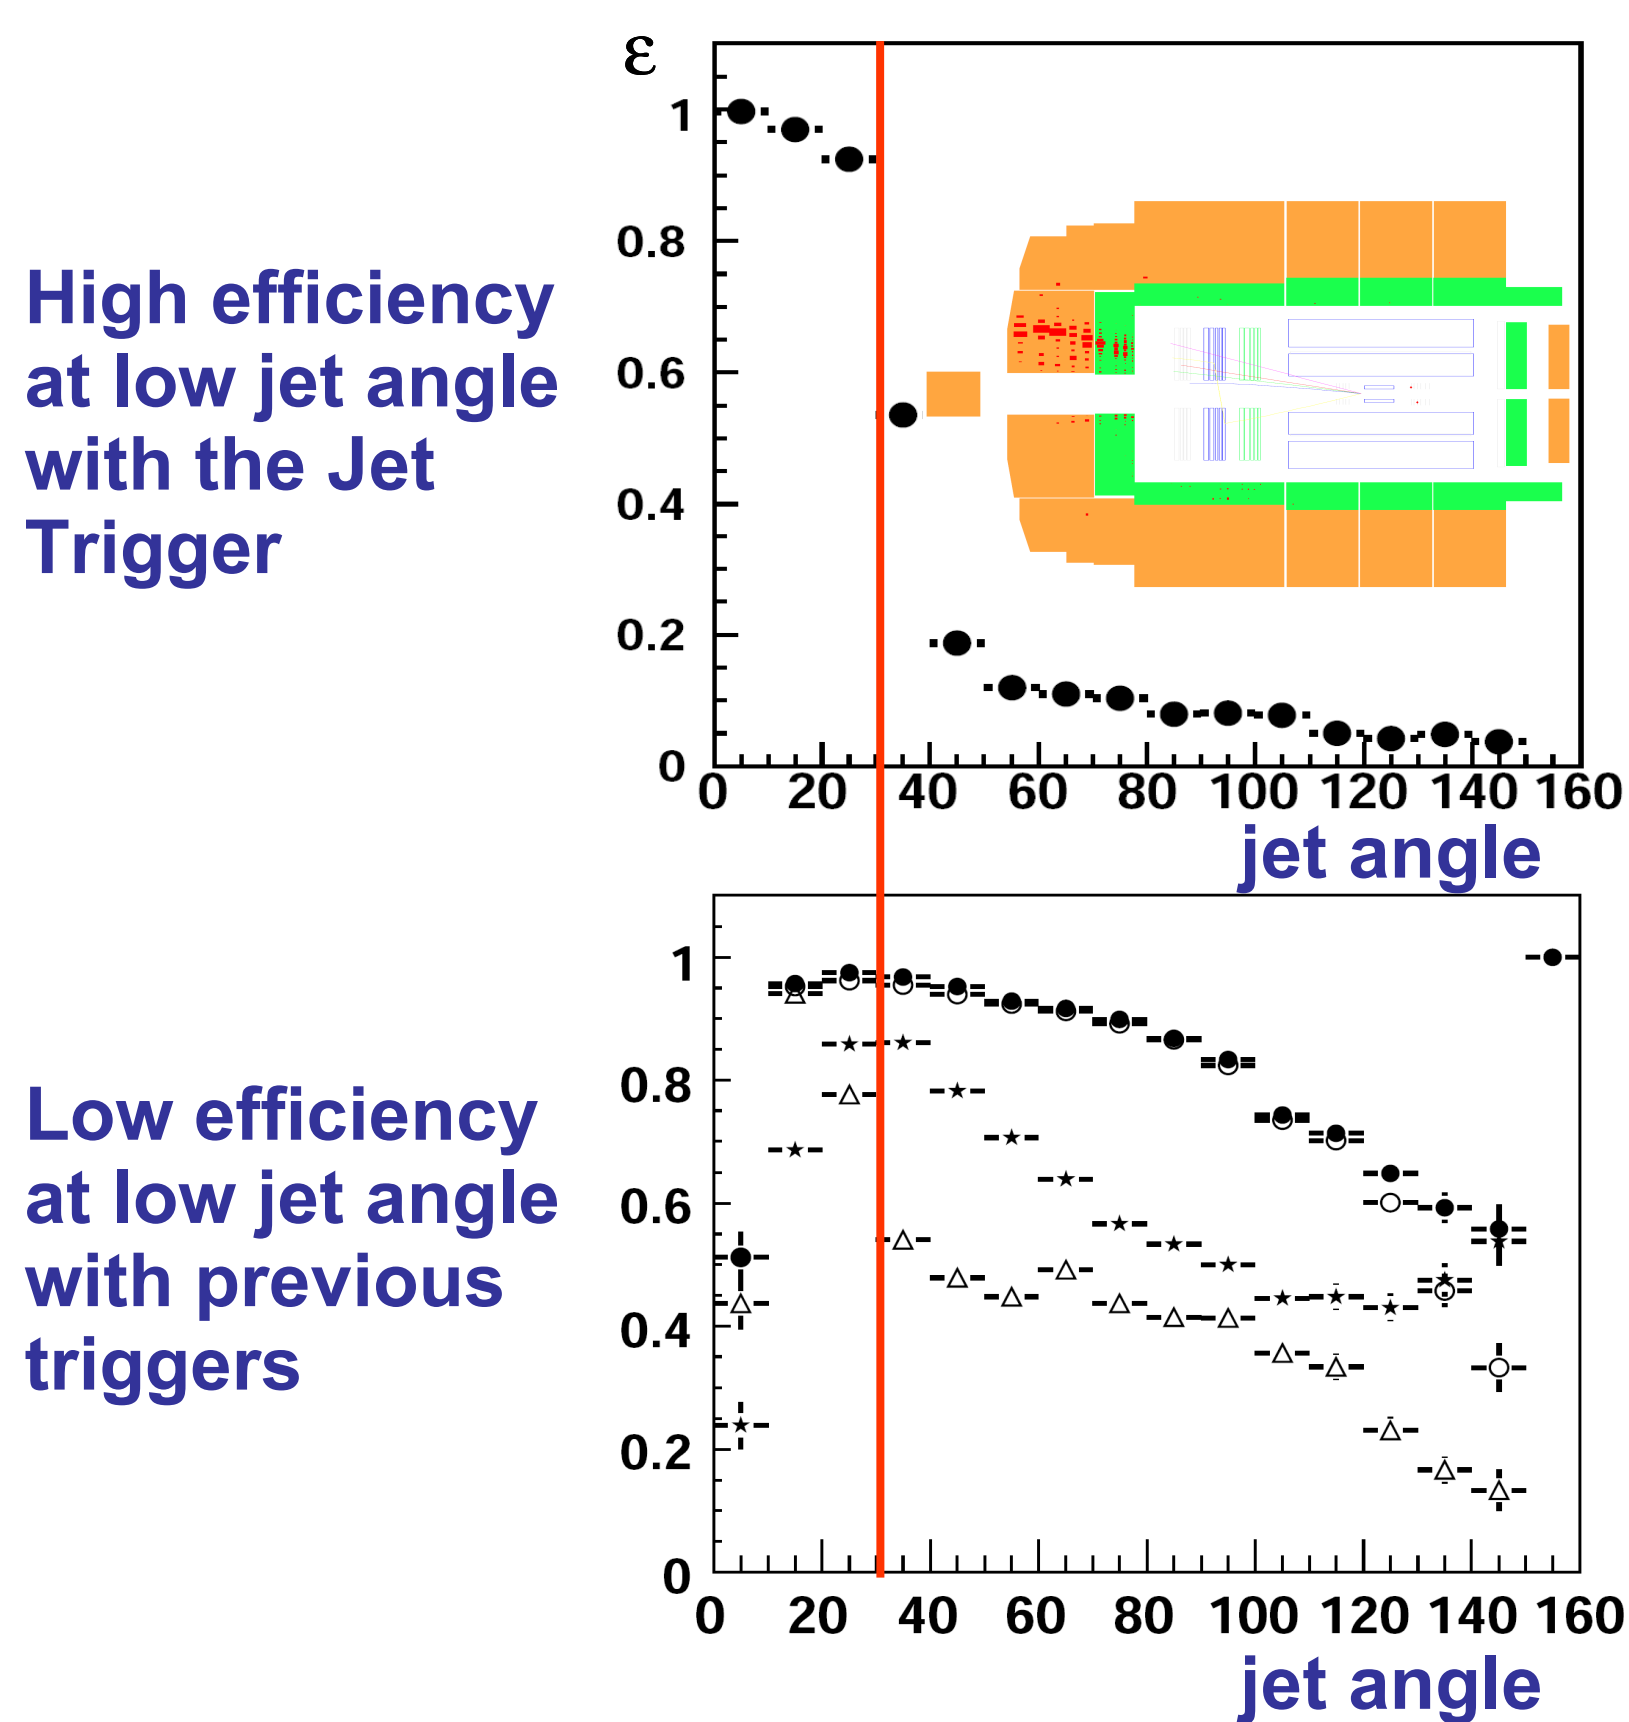 ε
1
0.8
0.6
0.4
0.2
0
0 20 40 60 80 100 120 140 160
jet angle
High efficiency
at low jet angle
with the Jet
Trigger
1
0.8
0.6
0.4
0.2
0
0 20 40 60 80 100 120 140 160
jet angle
Low efficiency
at low jet angle
with previous
triggers